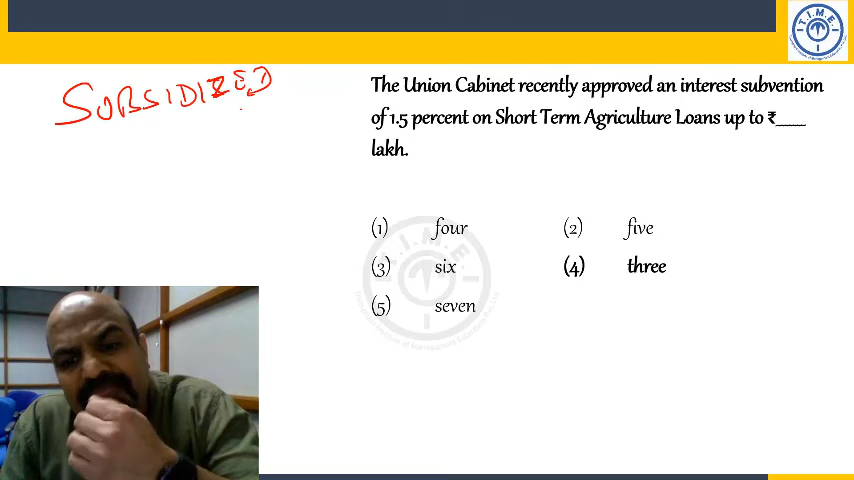 T.I.M.E.
SUBSIDIZED
The Union Cabinet recently approved an interest subvention
of 1.5 percent on Short Term Agriculture Loans up to ₹_____
lakh.
(1) four (2) five
(3) six (4) three
(5) seven
T.I.M.E.